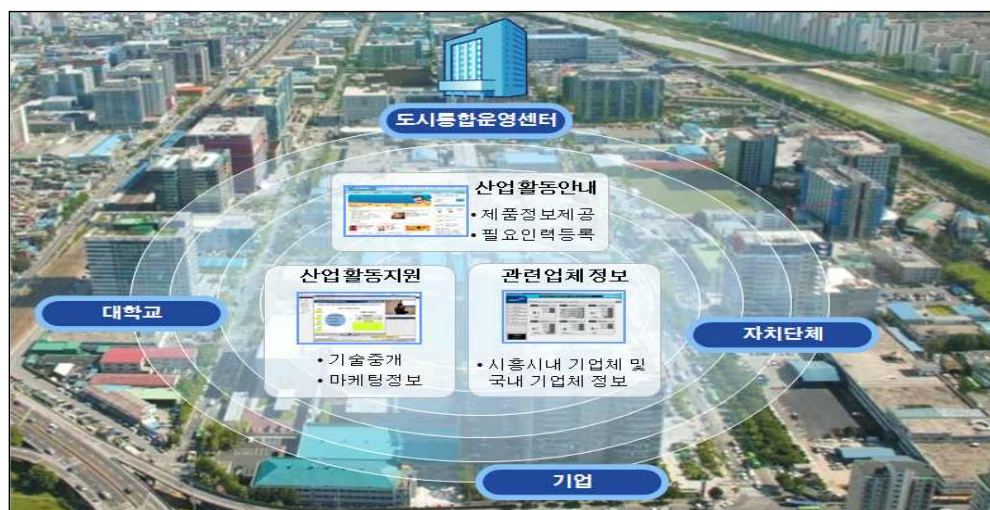 도시통합운영센터
산업활동안내
• 제품정보제공
• 필요인력등록
산업활동지원
• 기술중개
• 마케팅정보
관련업체 정보
• 시흥시내 기업체 및
국내 기업체 정보
대학교
자치단체
기업